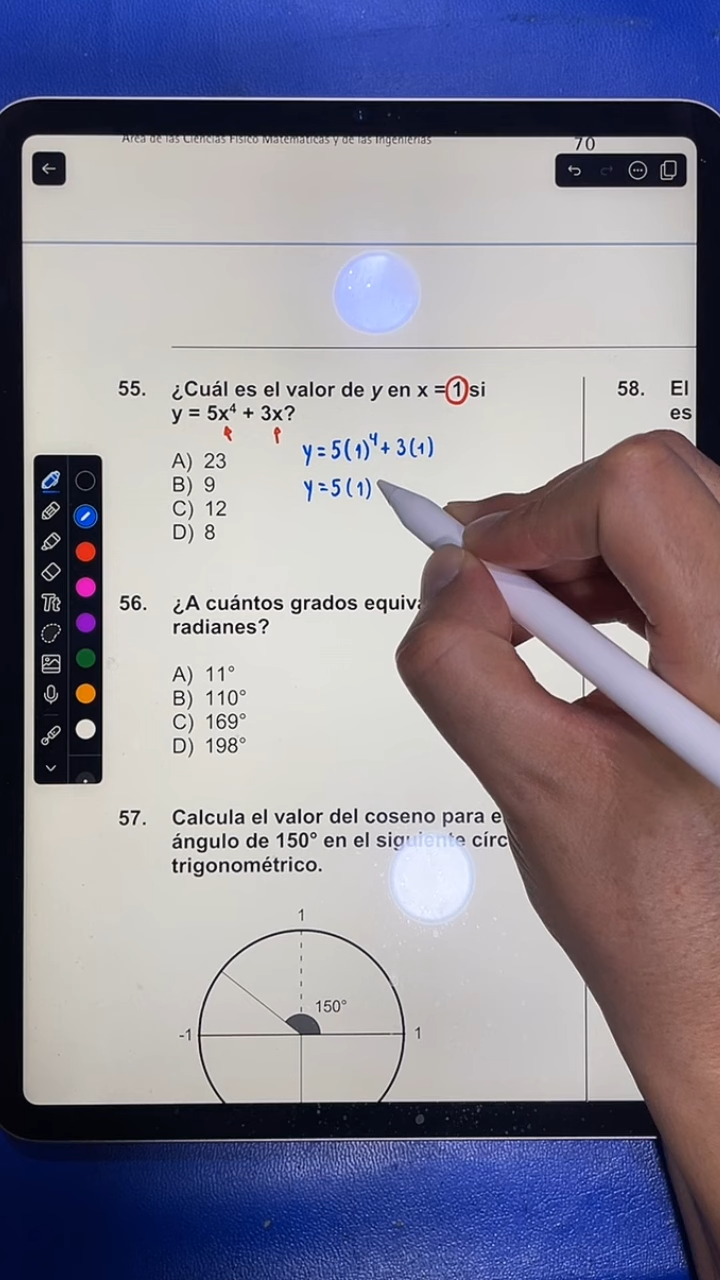 Área de las Ciencias Físico Matemáticas y de las Ingenierías
70
55. ¿Cuál es el valor de y en x = 1 si
y = 5x⁴ + 3x?
y = 5(1)⁴ + 3(1)
y = 5(1)
A) 23
B) 9
C) 12
D) 8
58. El
es
56. ¿A cuántos grados
radianes?
A) 11°
B) 110°
C) 169°
D) 198°
57. Calcula el valor del coseno para e
ángulo de 150° en el siguiente círc
trigonométrico.
1
150°
-1
1
Tt